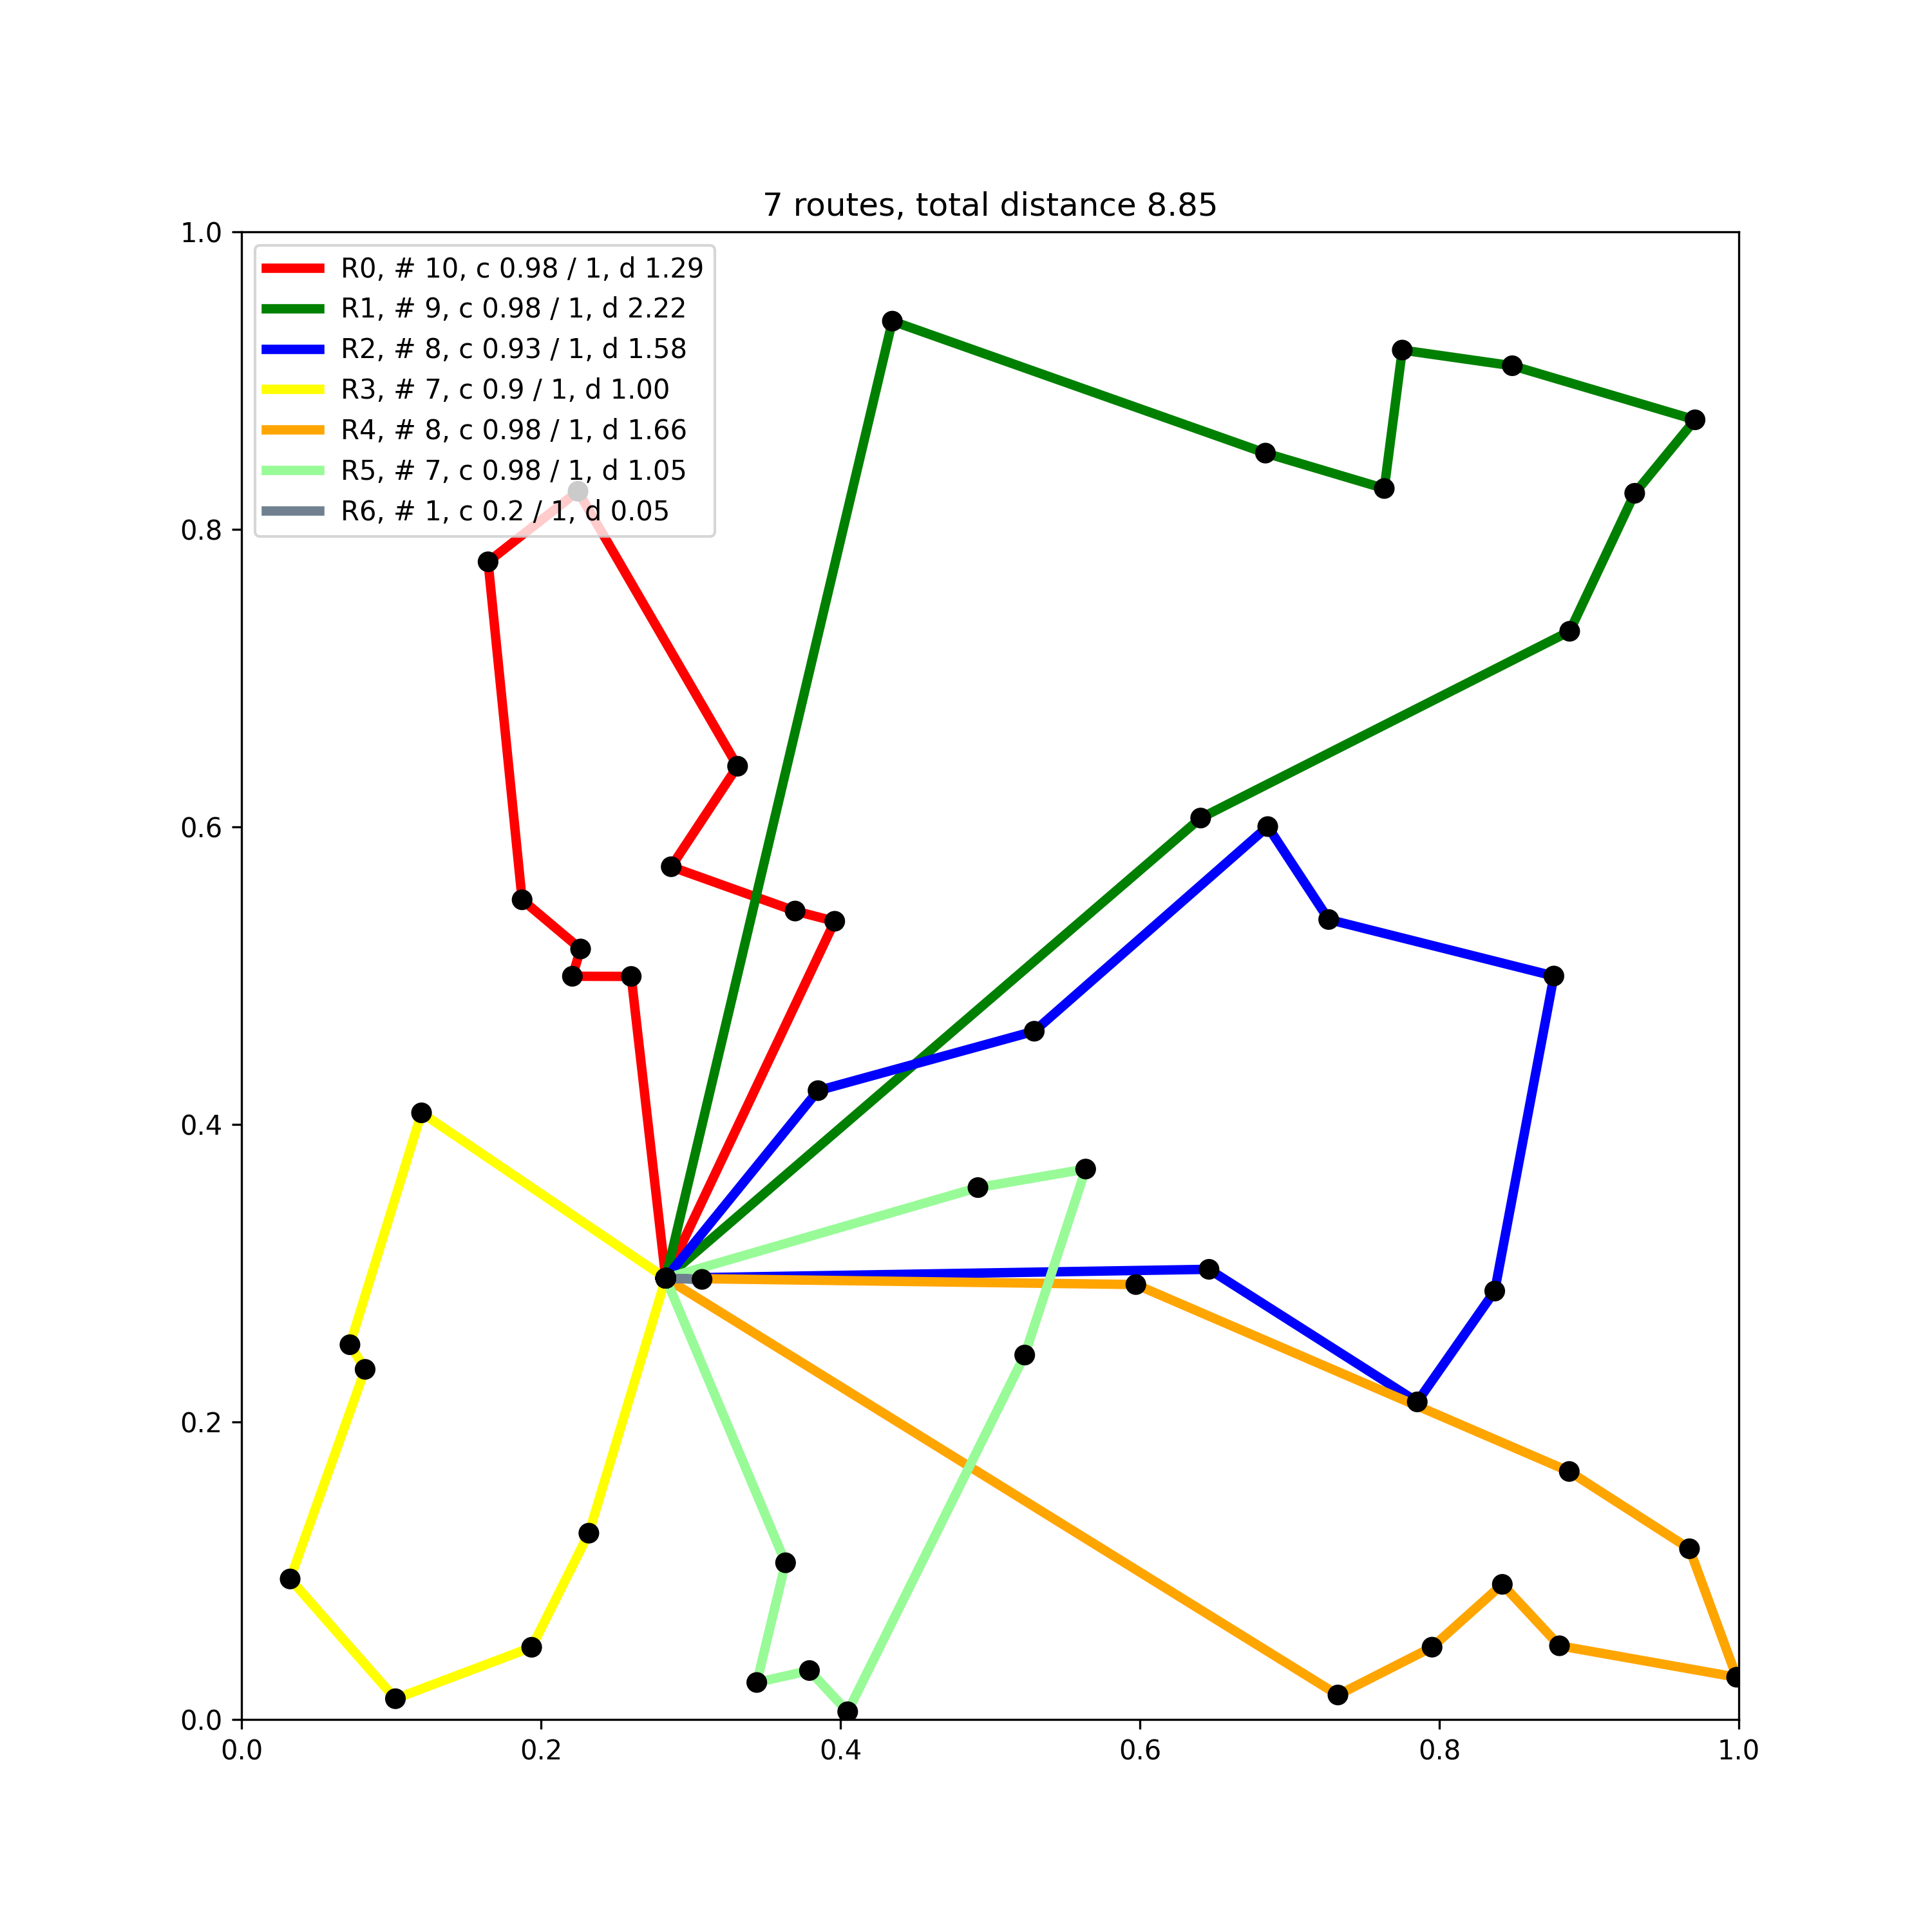 7 routes, total distance 8.85
1.0
R0, # 10, c 0.98 / 1, d 1.29
R1, # 9, c 0.98 / 1, d 2.22
R2, # 8, c 0.93 / 1, d 1.58
R3, # 7, c 0.9 / 1, d 1.00
R4, # 8, c 0.98 / 1, d 1.66
R5, # 7, c 0.98 / 1, d 1.05
R6, # 1, c 0.2 / 1, d 0.05
0.8
0.6
0.4
0.2
0.0
0.0 0.2 0.4 0.6 0.8 1.0